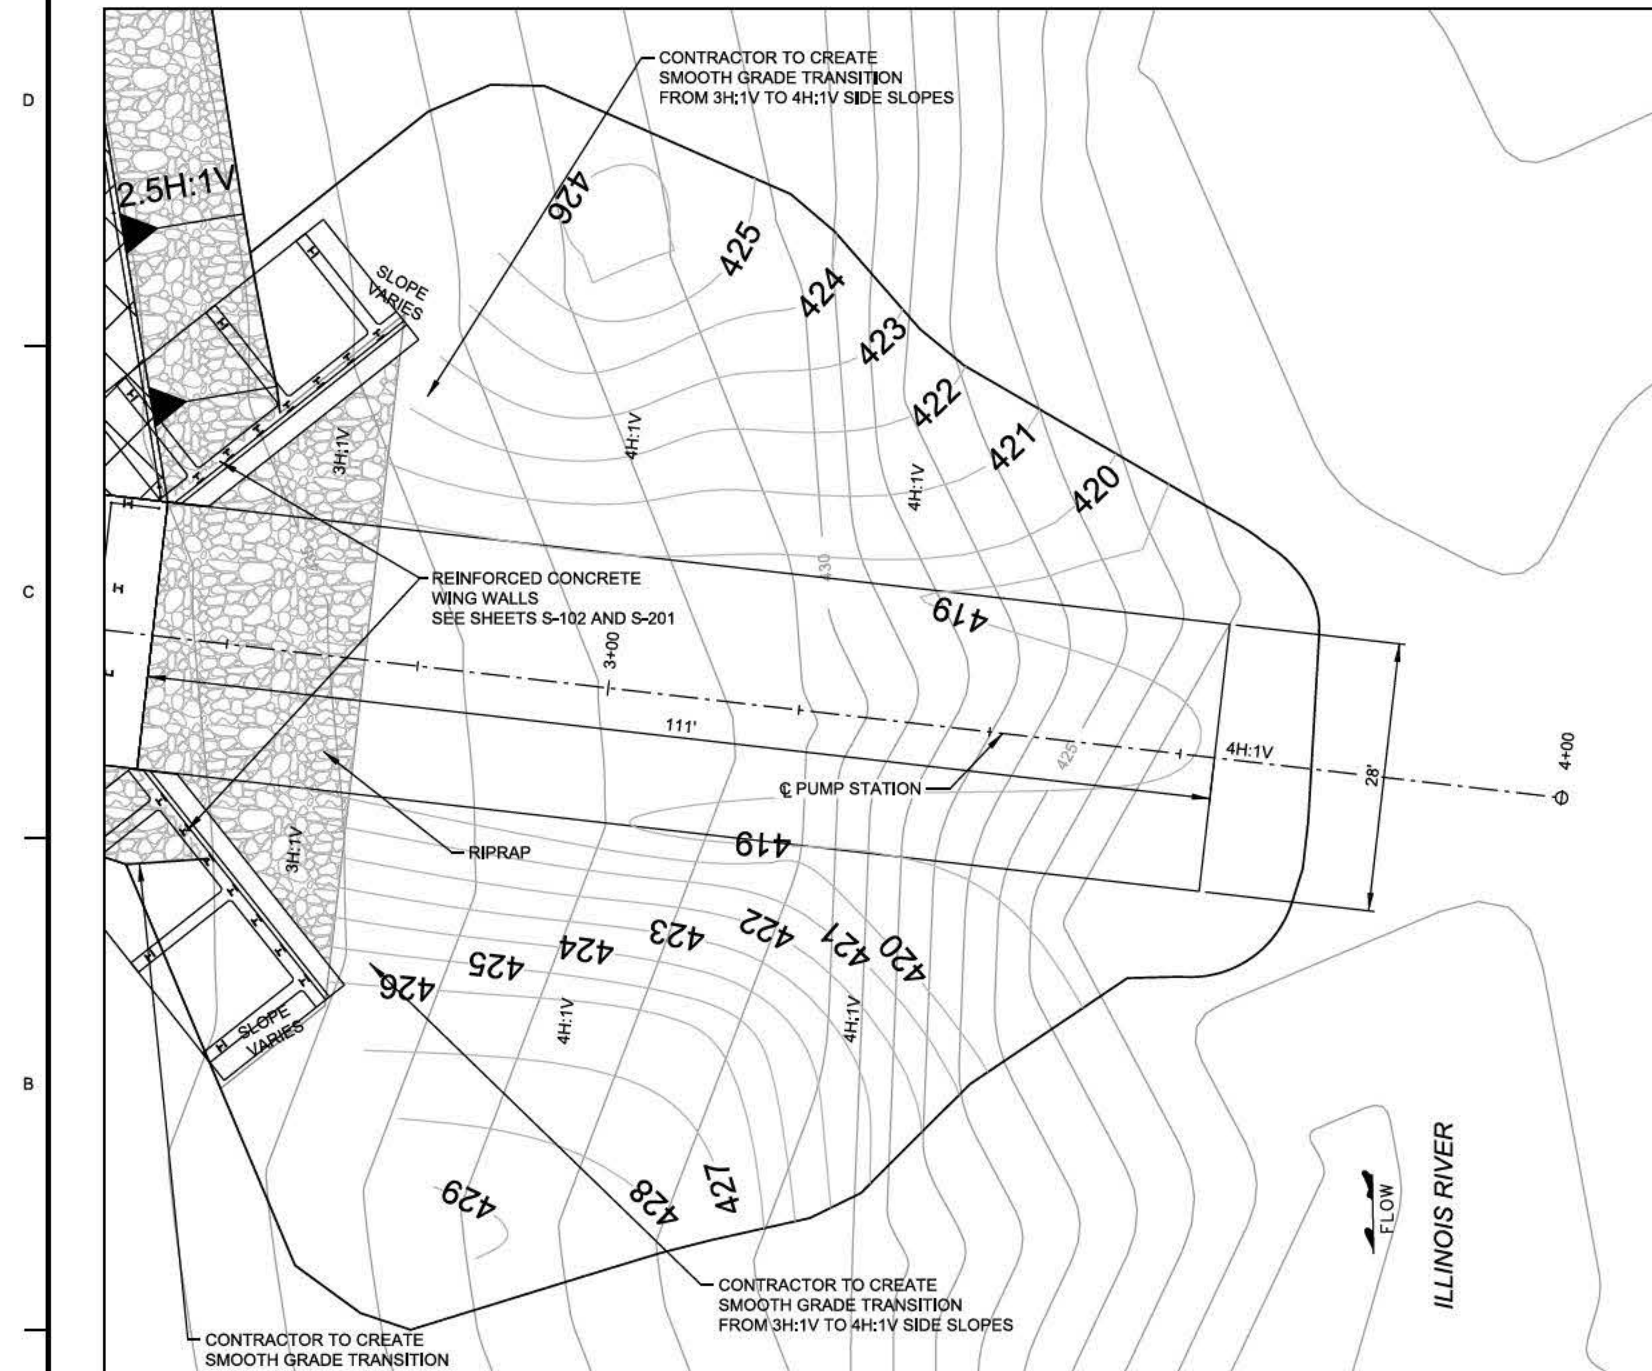 D
C
B
CONTRACTOR TO CREATE
SMOOTH GRADE TRANSITION
FROM 3H:1V TO 4H:1V SIDE SLOPES
2.5H:1V
SLOPE
VARIES
426
425
424
423
422
421
420
3H:1V
4H:1V
4H:1V
430
419
REINFORCED CONCRETE
WING WALLS
SEE SHEETS S-102 AND S-201
3+00
111'
425
4H:1V
28'
4+00
℄ PUMP STATION
RIPRAP
3H:1V
419
426
425
424
423
422
421
420
4H:1V
4H:1V
SLOPE
VARIES
429
428
427
FLOW
ILLINOIS RIVER
CONTRACTOR TO CREATE
SMOOTH GRADE TRANSITION
FROM 3H:1V TO 4H:1V SIDE SLOPES
CONTRACTOR TO CREATE
SMOOTH GRADE TRANSITION